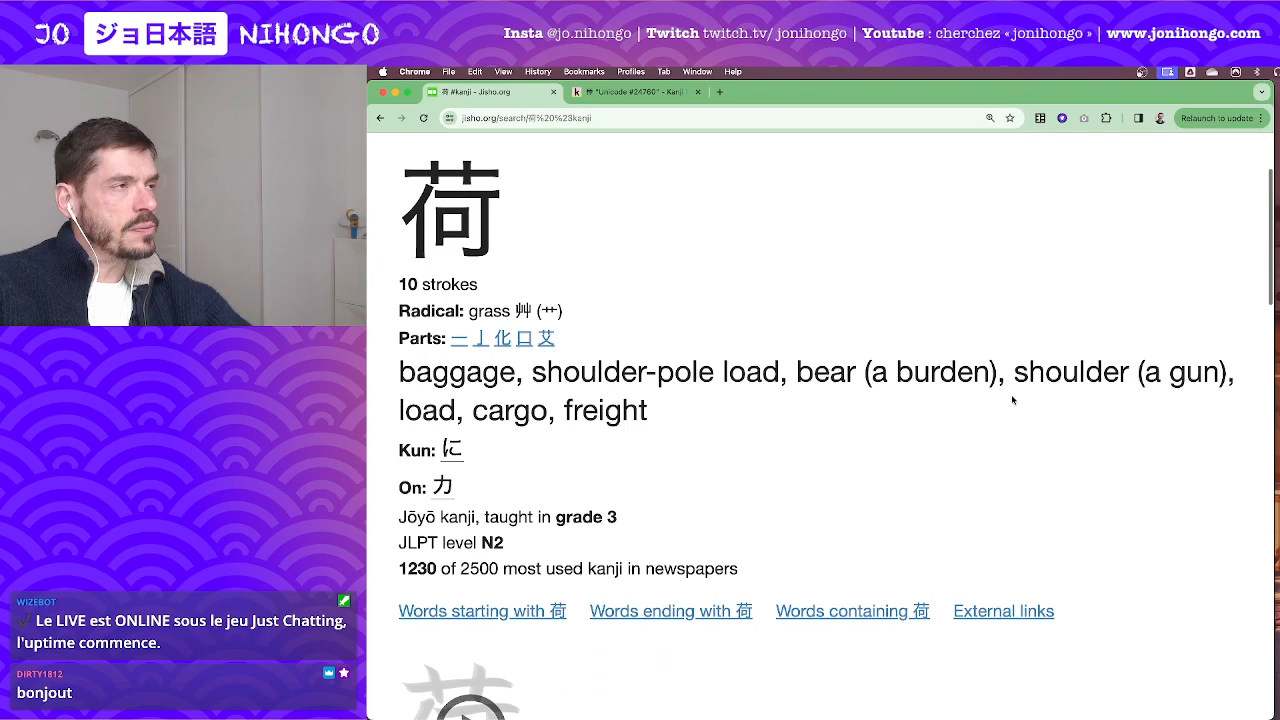 JO ジョ日本語 NIHONGO
Insta @jo.nihongo | Twitch twitch.tv/ jonihongo | Youtube : cherchez « jonihongo » | www.jonihongo.com
Chrome File Edit View History Bookmarks Profiles Tab Window Help
荷 #kanji - Jisho.org
"Unicode #24760" - Kanji
jisho.org/search/荷%20%23kanji
Relaunch to update
荷
10 strokes
Radical: grass 艸 (艹)
Parts: 一 亅 化 口 艾
baggage, shoulder-pole load, bear (a burden), shoulder (a gun),
load, cargo, freight
Kun: に
On: カ
Jōyō kanji, taught in grade 3
JLPT level N2
1230 of 2500 most used kanji in newspapers
Words starting with 荷 Words ending with 荷 Words containing 荷 External links
荷
WIZEBOT
Le LIVE est ONLINE sous le jeu Just Chatting,
l'uptime commence.
DIRTY1812
bonjout